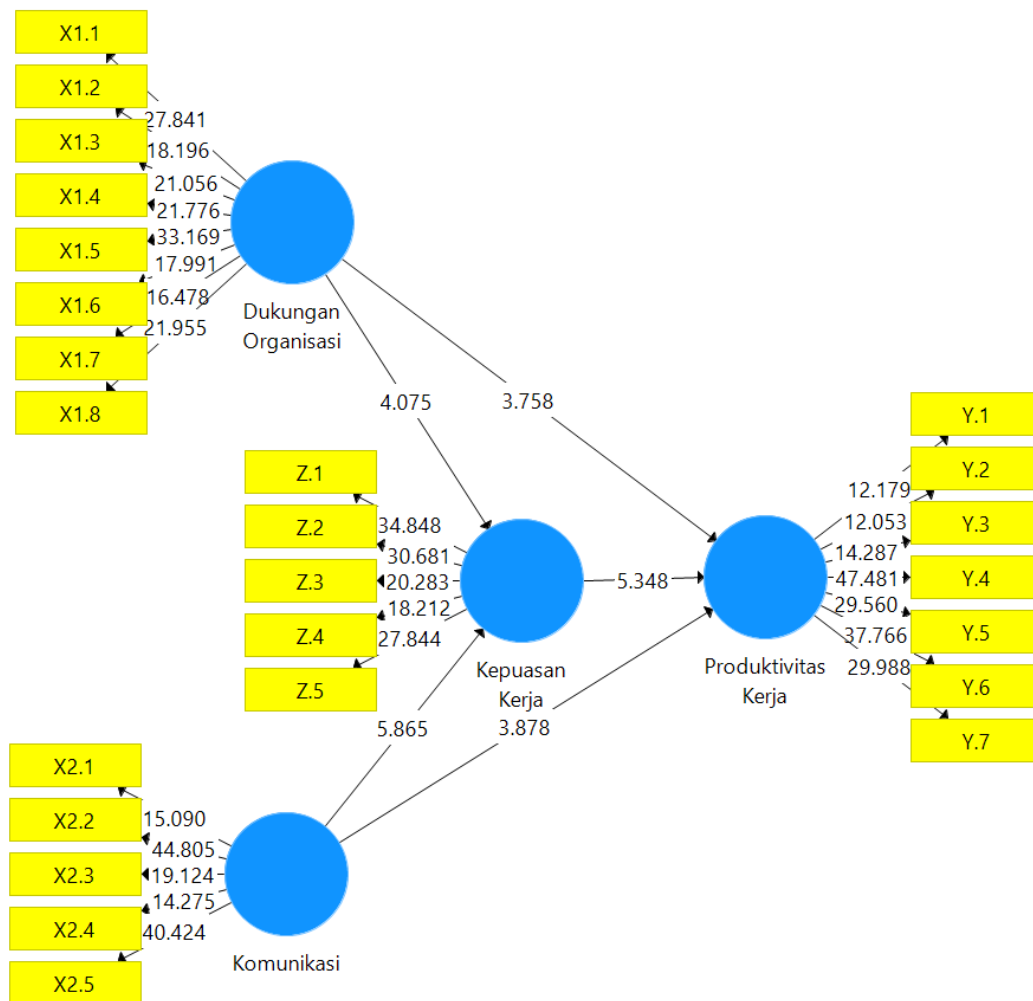 X1.1
X1.2
X1.3
X1.4
X1.5
X1.6
X1.7
X1.8
27.841
18.196
21.056
21.776
33.169
17.991
16.478
21.955
Dukungan
Organisasi
4.075
3.758
Z.1
Z.2
Z.3
Z.4
Z.5
34.848
30.681
20.283
18.212
27.844
Kepuasan
Kerja
5.348
5.865
3.878
Produktivitas
Kerja
12.179
12.053
14.287
47.481
29.560
37.766
29.988
Y.1
Y.2
Y.3
Y.4
Y.5
Y.6
Y.7
X2.1
X2.2
X2.3
X2.4
X2.5
15.090
44.805
19.124
14.275
40.424
Komunikasi